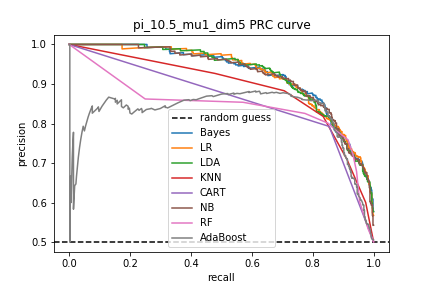 pi_10.5_mu1_dim5 PRC curve
precision
1.0
0.9
0.8
0.7
0.6
0.5
random guess
Bayes
LR
LDA
KNN
CART
NB
RF
AdaBoost
0.0 0.2 0.4 0.6 0.8 1.0
recall